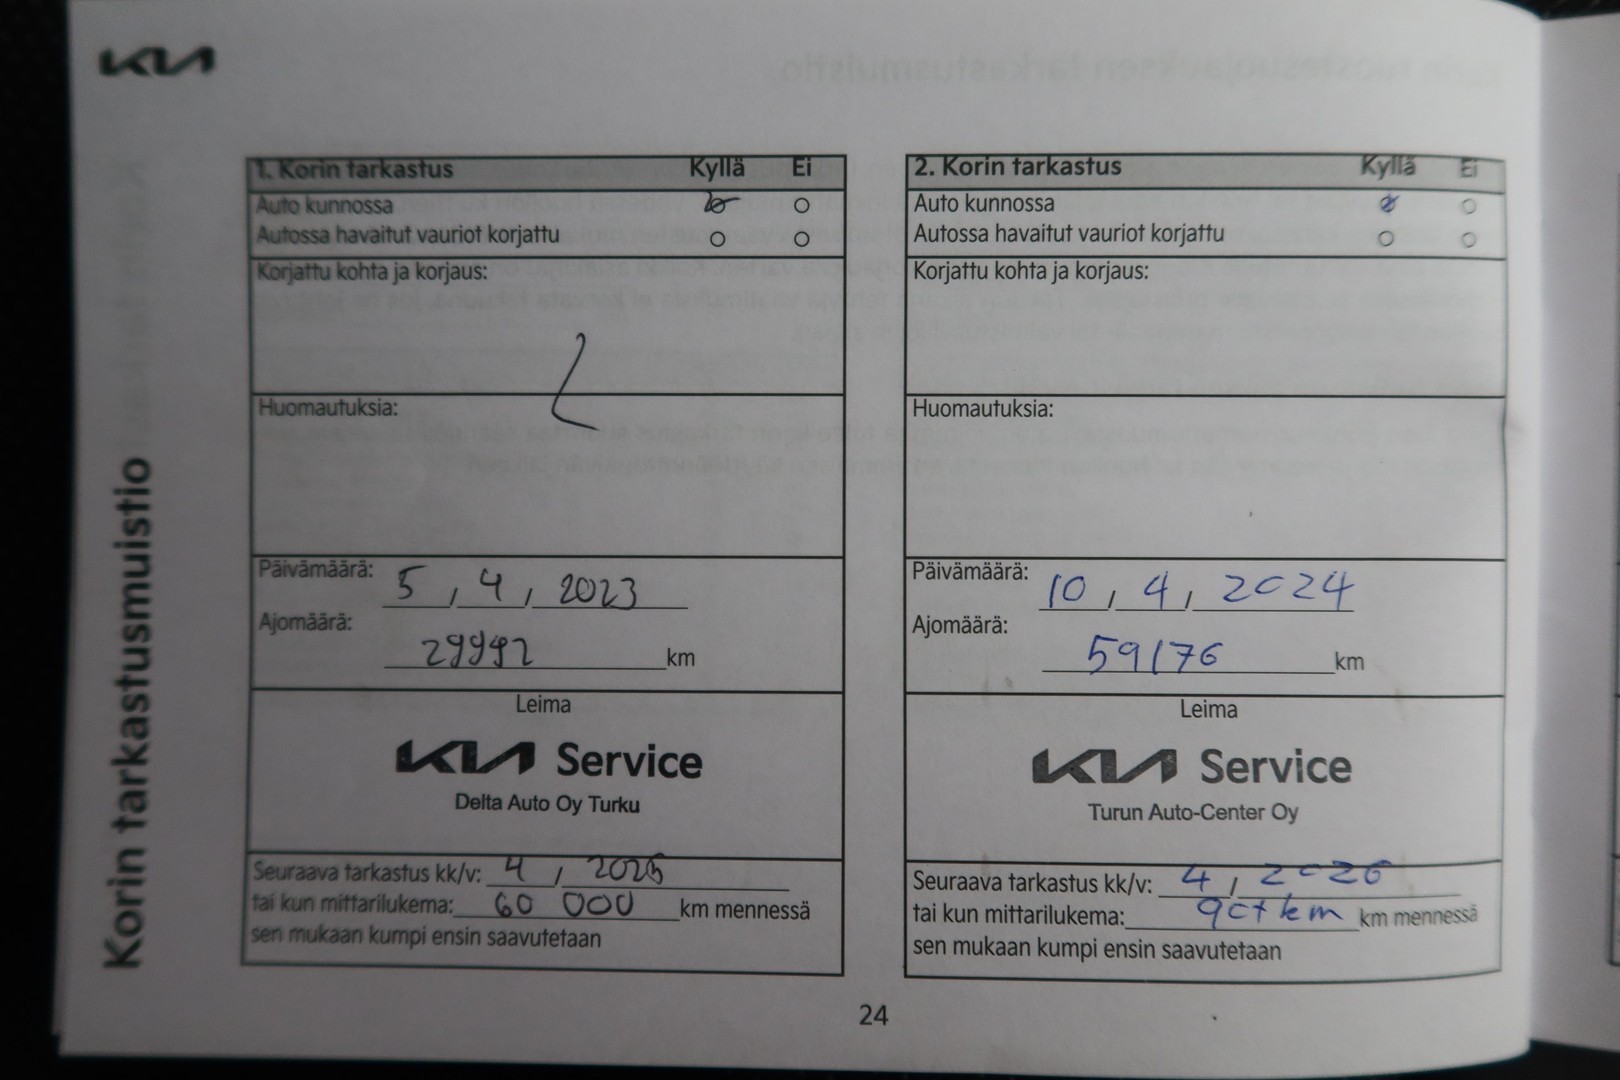 KIA
Korin tarkastusmuistio
1. Korin tarkastus Kyllä Ei
Auto kunnossa
Autossa havaitut vauriot korjattu
Korjattu kohta ja korjaus:
Huomautuksia:
Päivämäärä: 5, 4, 2023
Ajomäärä:
29992 km
Leima
KIA Service
Delta Auto Oy Turku
Seuraava tarkastus kk/v: 4, 2025
tai kun mittarilukema: 60 000 km mennessä
sen mukaan kumpi ensin saavutetaan
2. Korin tarkastus Kyllä Ei
Auto kunnossa
Autossa havaitut vauriot korjattu
Korjattu kohta ja korjaus:
Huomautuksia:
Päivämäärä: 10, 4, 2024
Ajomäärä:
59176 km
Leima
KIA Service
Turun Auto-Center Oy
Seuraava tarkastus kk/v: 4, 2026
tai kun mittarilukema: 90t km km mennessä
sen mukaan kumpi ensin saavutetaan
24